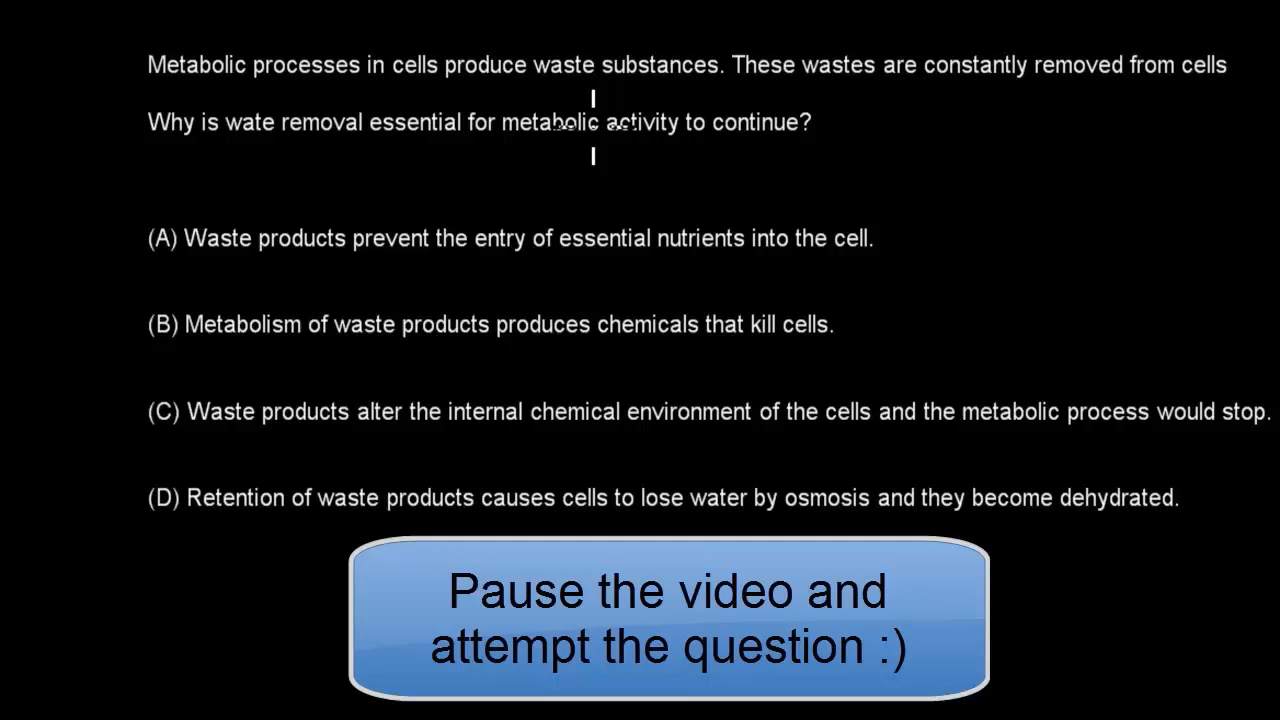 Metabolic processes in cells produce waste substances. These wastes are constantly removed from cells
Why is wate removal essential for metabolic activity to continue?
(A) Waste products prevent the entry of essential nutrients into the cell.
(B) Metabolism of waste products produces chemicals that kill cells.
(C) Waste products alter the internal chemical environment of the cells and the metabolic process would stop.
(D) Retention of waste products causes cells to lose water by osmosis and they become dehydrated.
Pause the video and
attempt the question :)